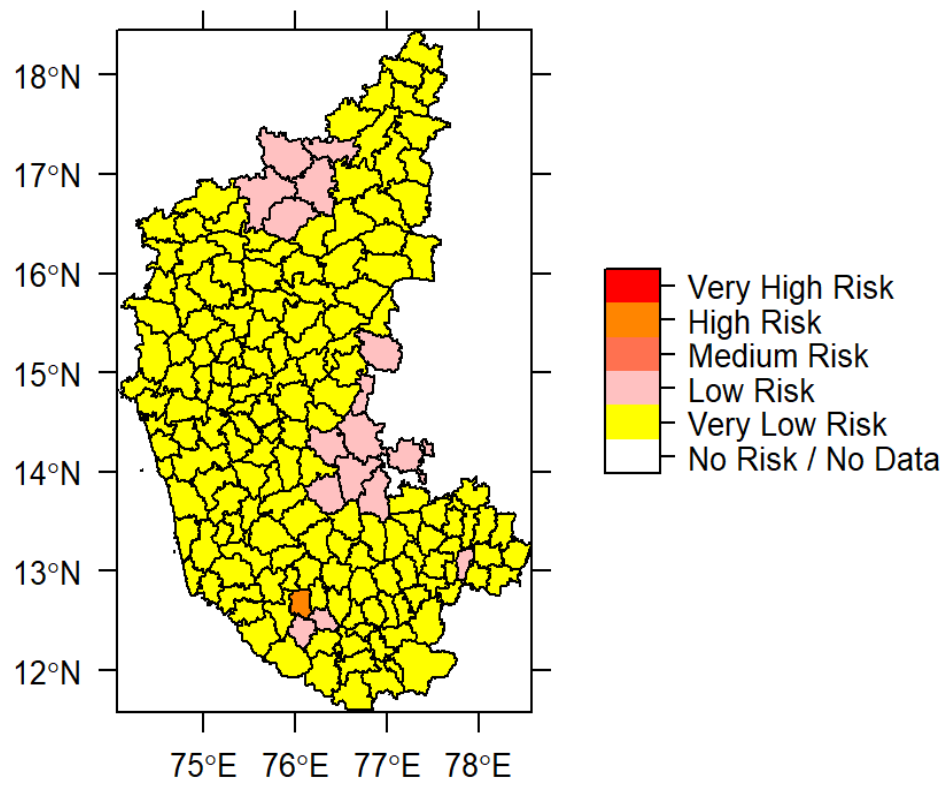 18°N
17°N
16°N
15°N
14°N
13°N
12°N
75°E 76°E 77°E 78°E
Very High Risk
High Risk
Medium Risk
Low Risk
Very Low Risk
No Risk / No Data